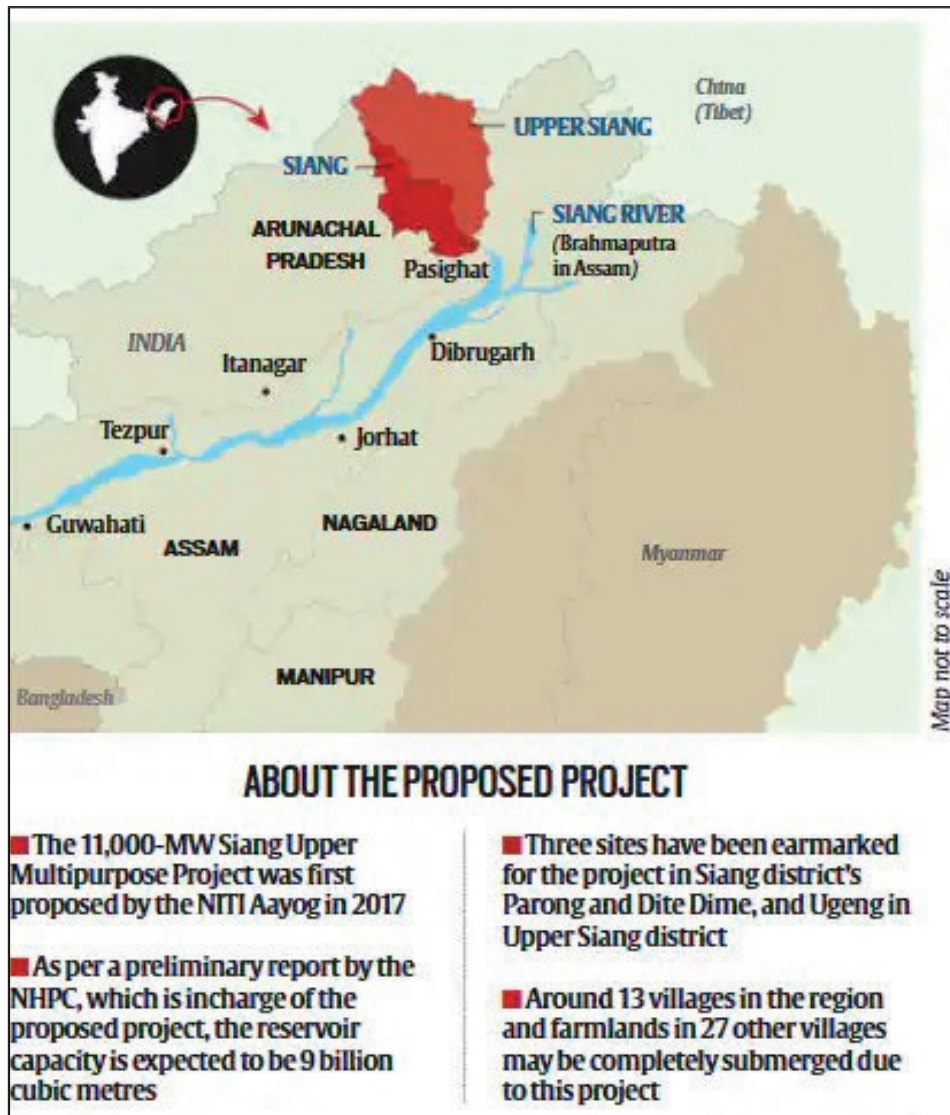 China
(Tibet)
UPPER SIANG
SIANG
SIANG RIVER
(Brahmaputra
in Assam)
ARUNACHAL
PRADESH
Pasighat
INDIA
Itanagar
Dibrugarh
Tezpur
Jorhat
Guwahati
NAGALAND
ASSAM
Myanmar
MANIPUR
Bangladesh
Map not to scale
ABOUT THE PROPOSED PROJECT
The 11,000-MW Siang Upper
Multipurpose Project was first
proposed by the NITI Aayog in 2017
As per a preliminary report by the
NHPC, which is incharge of the
proposed project, the reservoir
capacity is expected to be 9 billion
cubic metres
Three sites have been earmarked
for the project in Siang district's
Parong and Dite Dime, and Ugeng in
Upper Siang district
Around 13 villages in the region
and farmlands in 27 other villages
may be completely submerged due
to this project